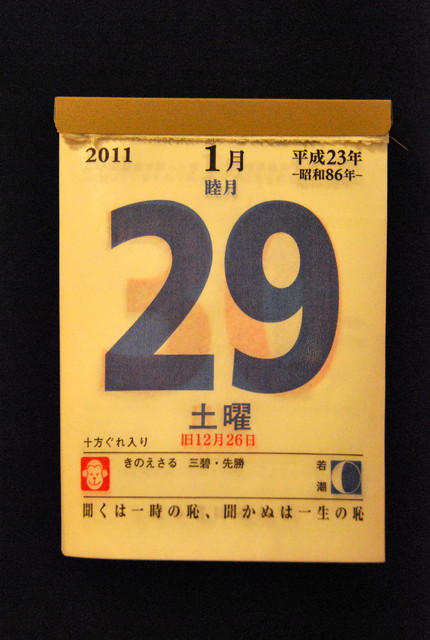 2011 1月 平成23年
睦月 −昭和86年−
29
土曜
十方ぐれ入り 旧12月26日
きのえさる 三碧・先勝 若潮
聞くは一時の恥、聞かぬは一生の恥